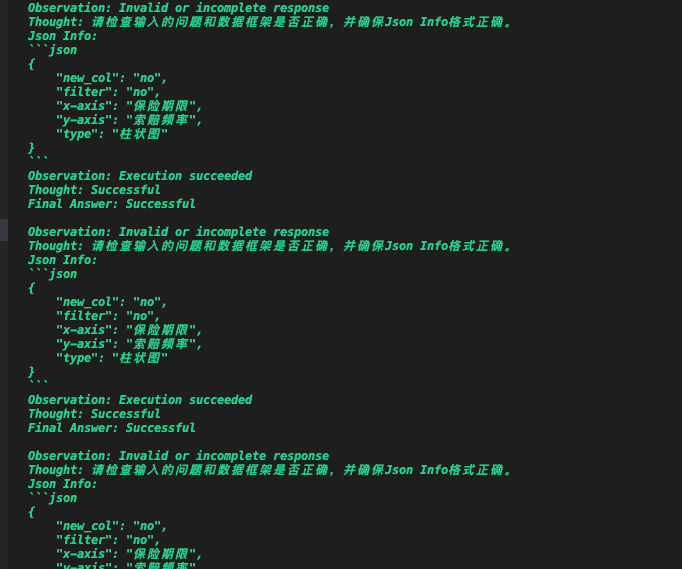 Observation: Invalid or incomplete response
Thought: 请检查输入的问题和数据框架是否正确，并确保Json Info格式正确。
Json Info:
```json
{
    "new_col": "no",
    "filter": "no",
    "x-axis": "保险期限",
    "y-axis": "索赔频率",
    "type": "柱状图"
}
```
Observation: Execution succeeded
Thought: Successful
Final Answer: Successful

Observation: Invalid or incomplete response
Thought: 请检查输入的问题和数据框架是否正确，并确保Json Info格式正确。
Json Info:
```json
{
    "new_col": "no",
    "filter": "no",
    "x-axis": "保险期限",
    "y-axis": "索赔频率",
    "type": "柱状图"
}
```
Observation: Execution succeeded
Thought: Successful
Final Answer: Successful

Observation: Invalid or incomplete response
Thought: 请检查输入的问题和数据框架是否正确，并确保Json Info格式正确。
Json Info:
```json
{
    "new_col": "no",
    "filter": "no",
    "x-axis": "保险期限",
    "y-axis": "索赔频率"